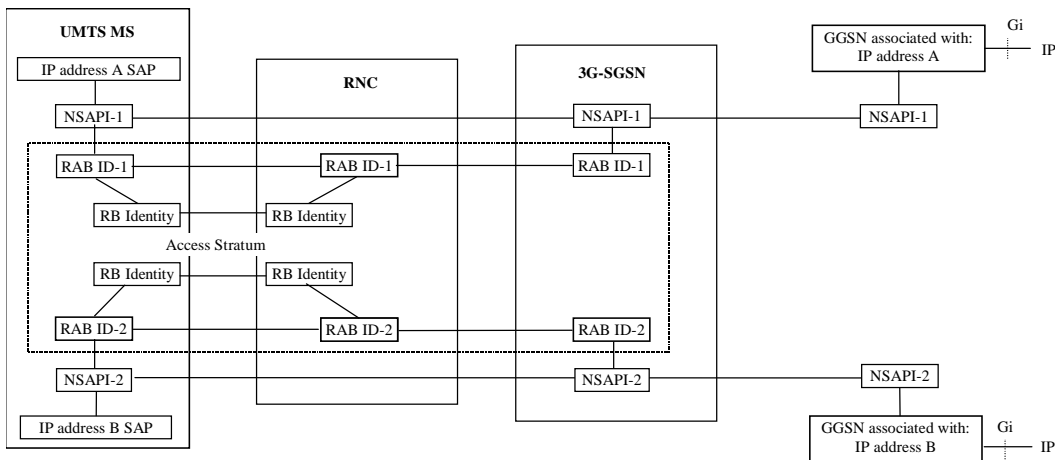 UMTS MS
IP address A SAP
NSAPI-1
RAB ID-1
RB Identity
RNC
RAB ID-1
RB Identity
3G-SGSN
NSAPI-1
RAB ID-1
GGSN associated with:
IP address A
Gi
IP
NSAPI-1
Access Stratum
RB Identity
RAB ID-2
NSAPI-2
IP address B SAP
RB Identity
RAB ID-2
RAB ID-2
NSAPI-2
NSAPI-2
GGSN associated with:
IP address B
Gi
IP